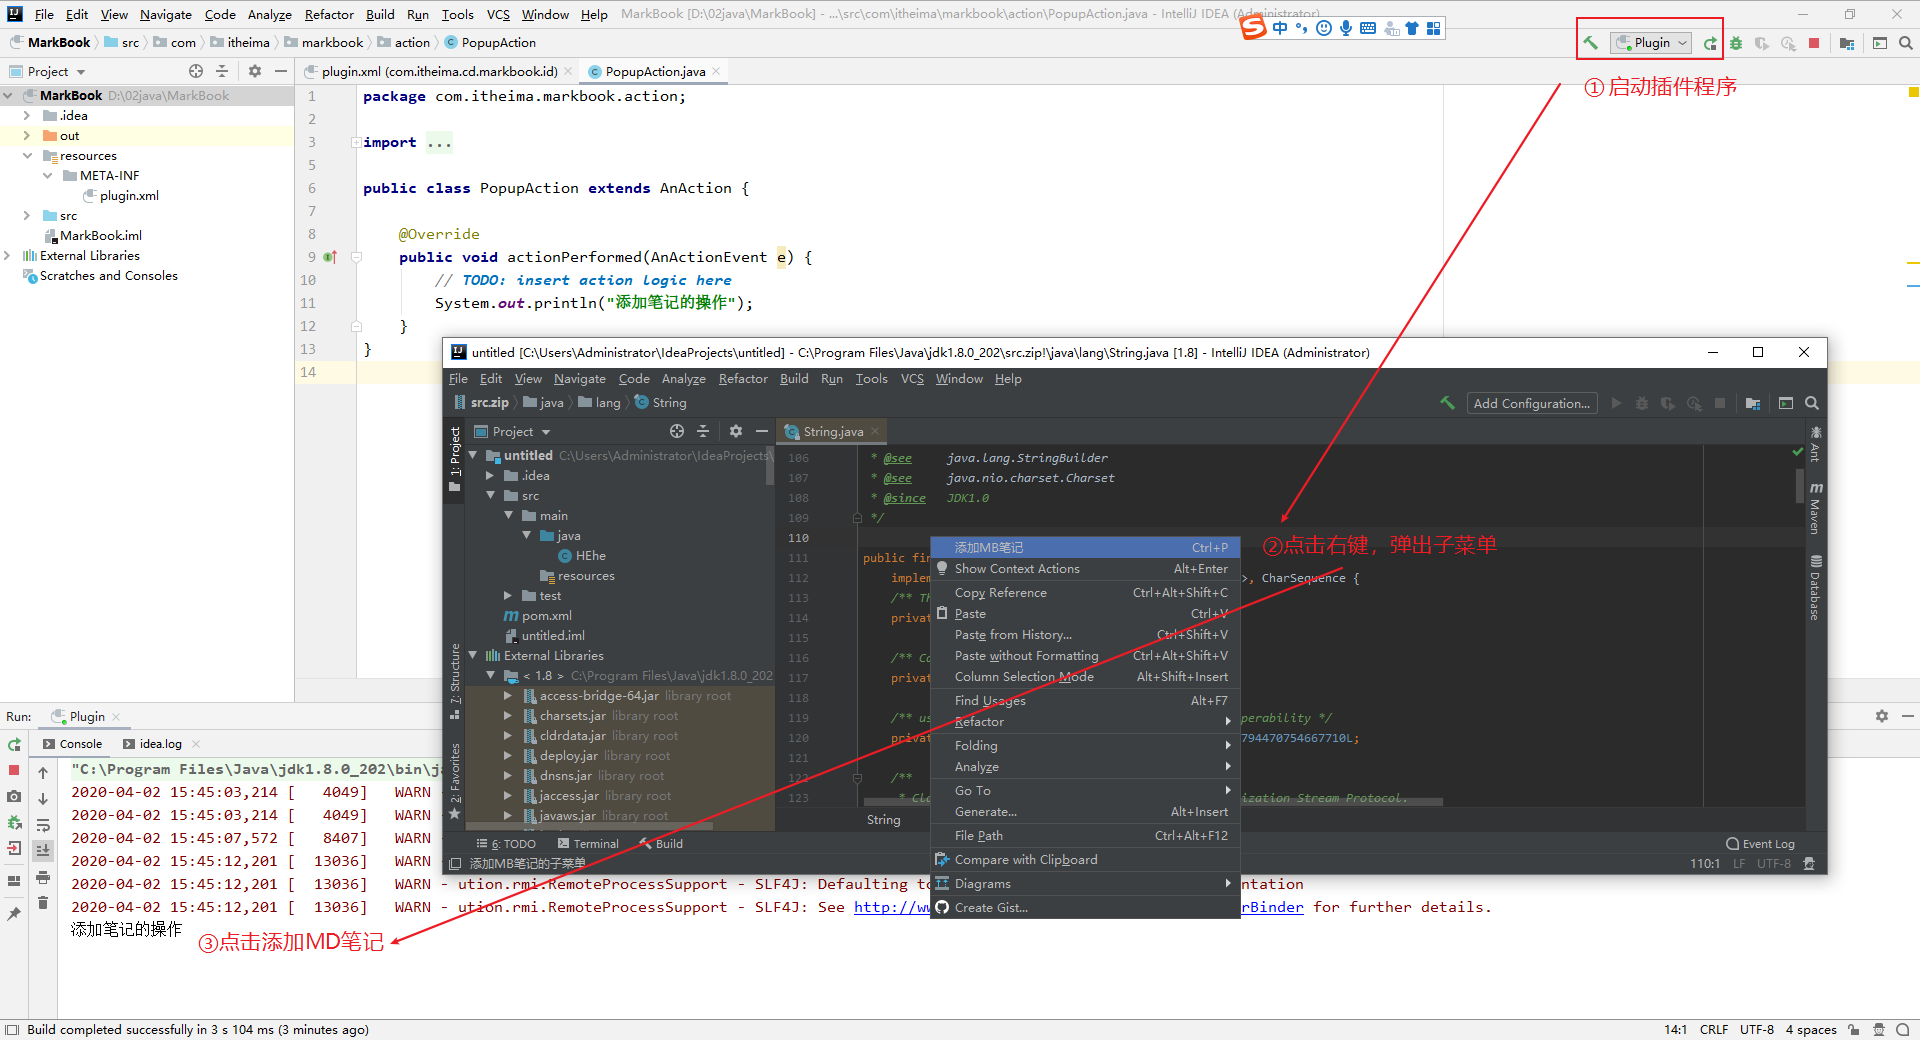 File Edit View Navigate Code Analyze Refactor Build Run Tools VCS Window Help MarkBook [D:\02java\MarkBook] - ...\src\com\itheima\markbook\action\PopupAction.java - IntelliJ IDEA (Administrator)
MarkBook src com itheima markbook action PopupAction
中
Plugin
① 启动插件程序
Project
plugin.xml (com.itheima.cd.markbook.id) PopupAction.java
MarkBook D:\02java\MarkBook
.idea
out
resources
META-INF
plugin.xml
src
MarkBook.iml
External Libraries
Scratches and Consoles
1 package com.itheima.markbook.action;
2
3 import ...
5
6 public class PopupAction extends AnAction {
7
8 @Override
9 public void actionPerformed(AnActionEvent e) {
10 // TODO: insert action logic here
11 System.out.println("添加笔记的操作");
12 }
13 }
14
untitled [C:\Users\Administrator\IdeaProjects\untitled] - C:\Program Files\Java\jdk1.8.0_202\src.zip!\java\lang\String.java [1.8] - IntelliJ IDEA (Administrator)
File Edit View Navigate Code Analyze Refactor Build Run Tools VCS Window Help
src.zip java lang String
Add Configuration...
1: Project
7: Structure
2: Favorites
Project
String.java
untitled C:\Users\Administrator\IdeaProjects\
.idea
src
main
java
HEhe
resources
test
pom.xml
untitled.iml
External Libraries
< 1.8 > C:\Program Files\Java\jdk1.8.0_202
access-bridge-64.jar library root
charsets.jar library root
cldrdata.jar library root
deploy.jar library root
dnsns.jar library root
jaccess.jar library root
javaws.jar library root
106 * @see java.lang.StringBuilder
107 * @see java.nio.charset.Charset
108 * @since JDK1.0
109 */
110
111 public fin
112 implem >, CharSequence {
113 /** Th
114 privat
115
116 /** Ca
117 privat
118
119 /** us perability */
120 privat 794470754667710L;
121
122 /**
123 * Cla ization Stream Protocol.
String
Ant
Maven
Database
添加MB笔记 Ctrl+P
Show Context Actions Alt+Enter
Copy Reference Ctrl+Alt+Shift+C
Paste Ctrl+V
Paste from History... Ctrl+Shift+V
Paste without Formatting Ctrl+Alt+Shift+V
Column Selection Mode Alt+Shift+Insert
Find Usages Alt+F7
Refactor
Folding
Analyze
Go To
Generate... Alt+Insert
File Path Ctrl+Alt+F12
Compare with Clipboard
Diagrams
Create Gist...
②点击右键，弹出子菜单
6: TODO Terminal Build Event Log
添加MB笔记的子菜单 110:1 LF UTF-8
Run: Plugin
Console idea.log
"C:\Program Files\Java\jdk1.8.0_202\bin\j
2020-04-02 15:45:03,214 [ 4049] WARN -
2020-04-02 15:45:03,214 [ 4049] WARN -
2020-04-02 15:45:07,572 [ 8407] WARN -
2020-04-02 15:45:12,201 [ 13036] WARN -
2020-04-02 15:45:12,201 [ 13036] WARN - ution.rmi.RemoteProcessSupport - SLF4J: Defaulting to ntation
2020-04-02 15:45:12,201 [ 13036] WARN - ution.rmi.RemoteProcessSupport - SLF4J: See http://ww rBinder for further details.
添加笔记的操作
③点击添加MD笔记
Build completed successfully in 3 s 104 ms (3 minutes ago) 14:1 CRLF UTF-8 4 spaces